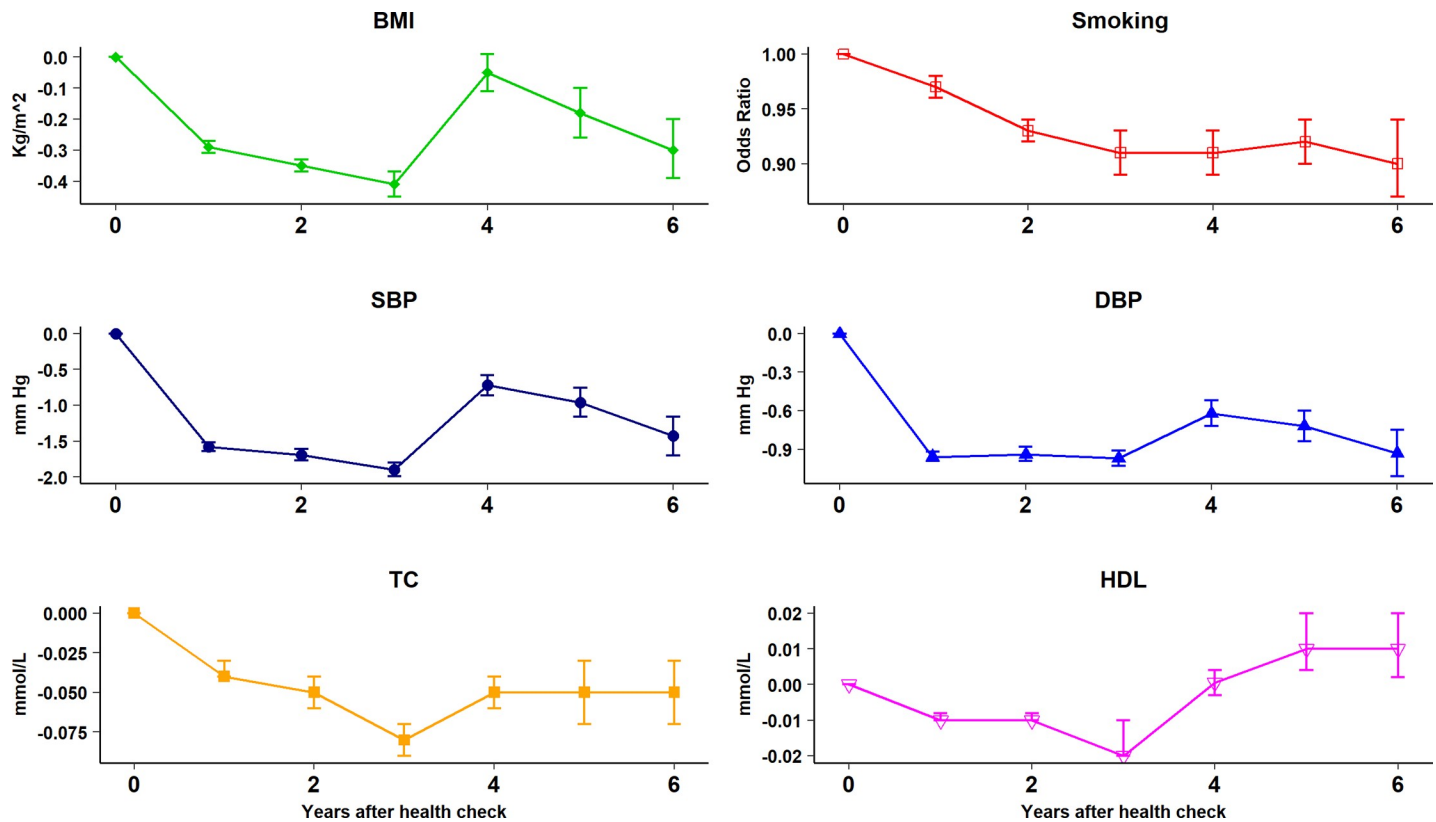 BMI
Kg/m^2
0.0
-0.1
-0.2
-0.3
-0.4
0 2 4 6
Smoking
Odds Ratio
1.00
0.95
0.90
0 2 4 6
SBP
mm Hg
0.0
-0.5
-1.0
-1.5
-2.0
0 2 4 6
DBP
mm Hg
0.0
-0.3
-0.6
-0.9
0 2 4 6
TC
mmol/L
0.000
-0.025
-0.050
-0.075
0 2 4 6
Years after health check
HDL
mmol/L
0.02
0.01
0.00
-0.01
-0.02
0 2 4 6
Years after health check